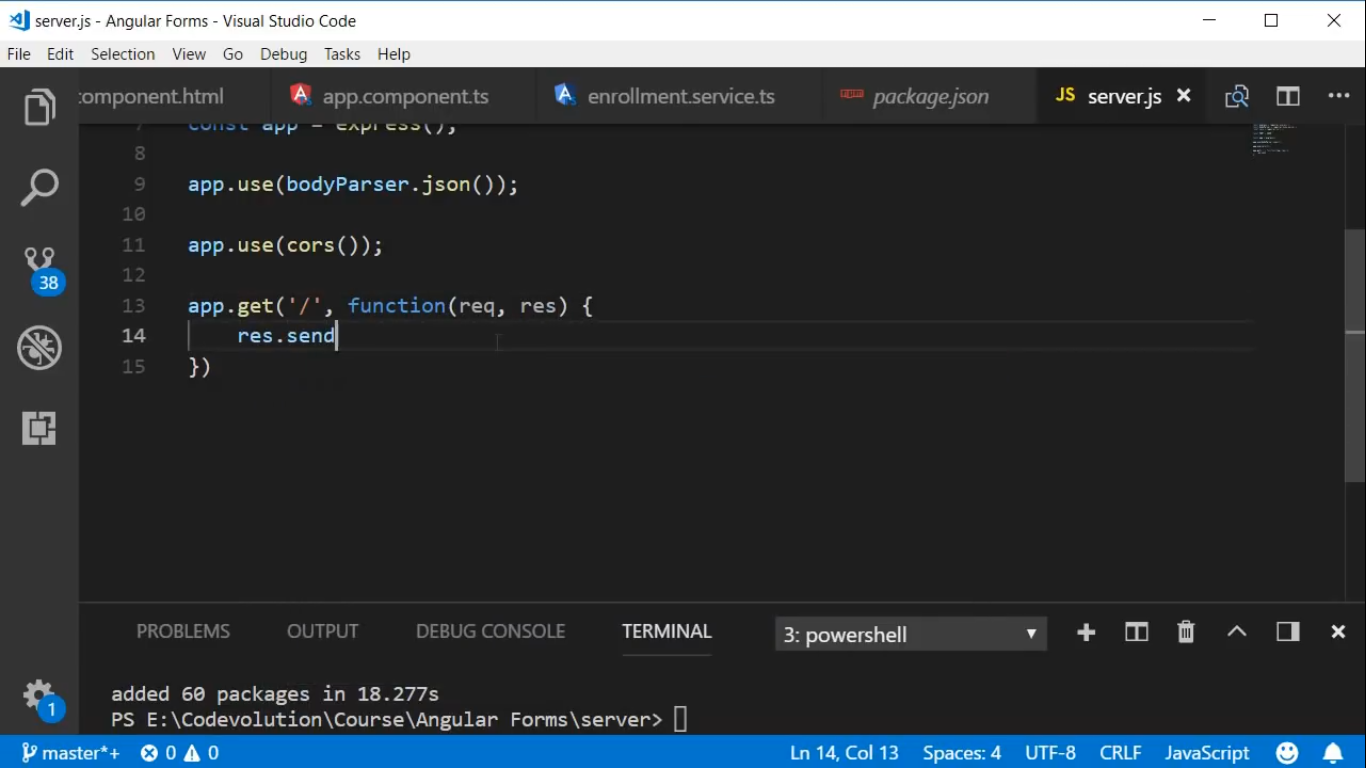 server.js - Angular Forms - Visual Studio Code
File Edit Selection View Go Debug Tasks Help
component.html app.component.ts enrollment.service.ts package.json JS server.js
7 const app = express();
8
9 app.use(bodyParser.json());
10
11 app.use(cors());
12
13 app.get('/', function(req, res) {
14 res.send
15 })
38
PROBLEMS OUTPUT DEBUG CONSOLE TERMINAL 3: powershell
added 60 packages in 18.277s
PS E:\Codevolution\Course\Angular Forms\server>
1
master*+ 0 0 Ln 14, Col 13 Spaces: 4 UTF-8 CRLF JavaScript